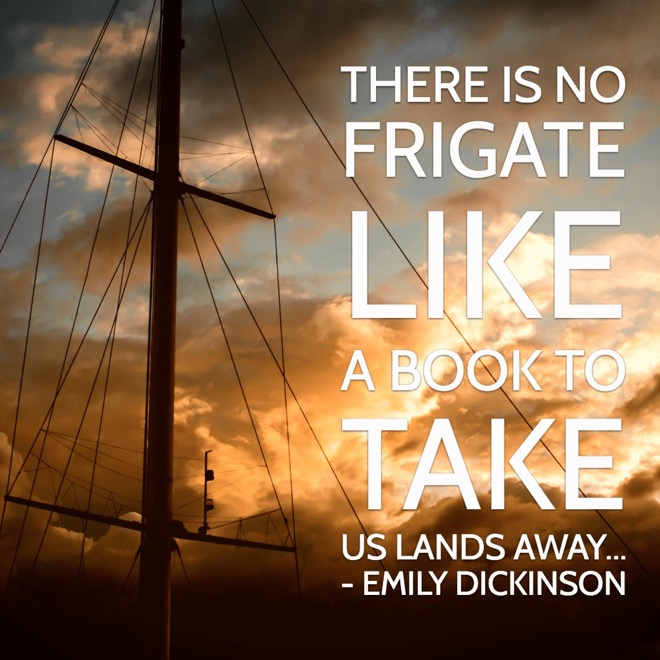 THERE IS NO
FRIGATE
LIKE
A BOOK TO
TAKE
US LANDS AWAY...
- EMILY DICKINSON